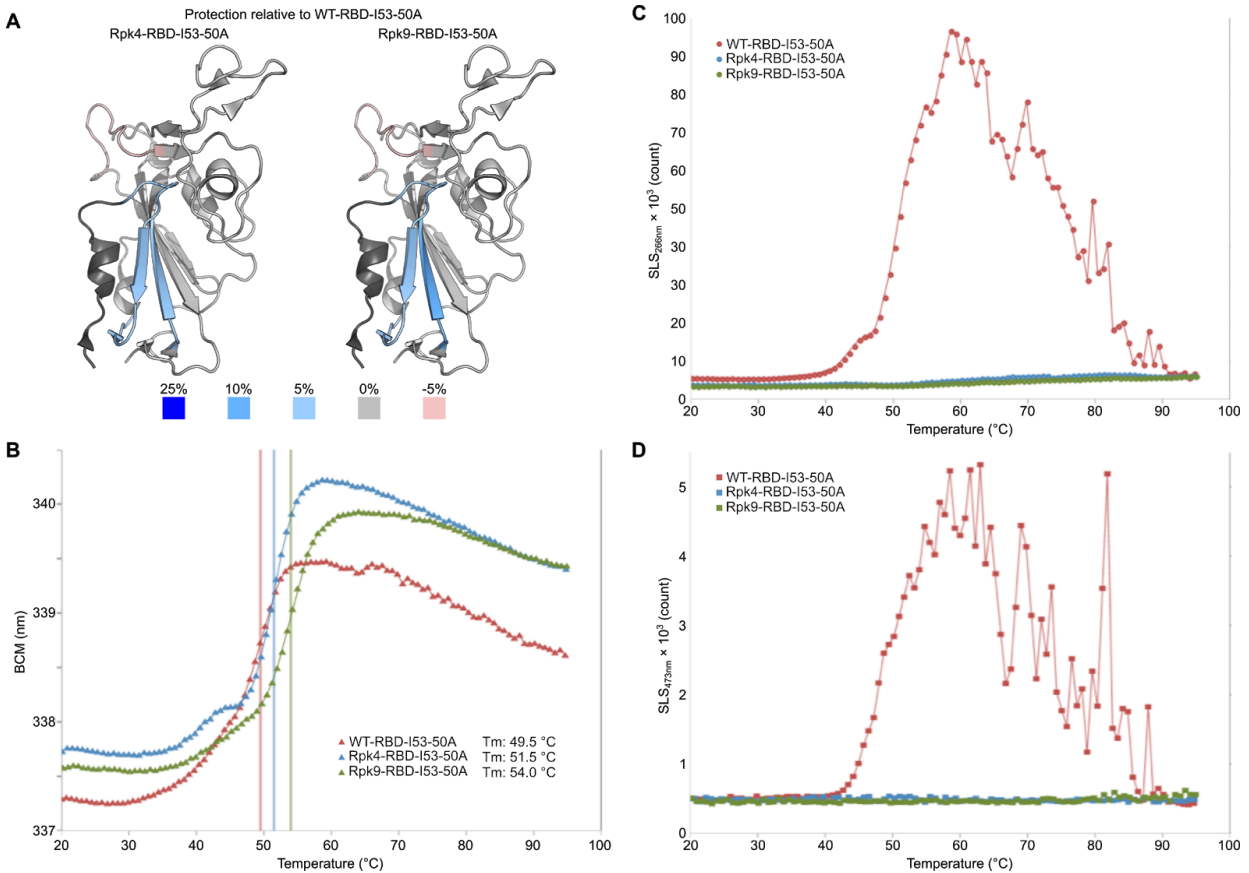 A
Protection relative to WT-RBD-I53-50A
Rpk4-RBD-I53-50A
Rpk9-RBD-I53-50A
25%
10%
5%
0%
-5%
B
BCM (nm)
340
339
338
337
WT-RBD-I53-50A Tm: 49.5 °C
Rpk4-RBD-I53-50A Tm: 51.5 °C
Rpk9-RBD-I53-50A Tm: 54.0 °C
20 30 40 50 60 70 80 90 100
Temperature (°C)
C
SLS266nm × 10³ (count)
100
90
80
70
60
50
30
30
20
10
0
WT-RBD-I53-50A
Rpk4-RBD-I53-50A
Rpk9-RBD-I53-50A
20 30 40 50 60 70 80 90 100
Temperature (°C)
D
SLS473nm × 10³ (count)
5
4
3
2
1
0
WT-RBD-I53-50A
Rpk4-RBD-I53-50A
Rpk9-RBD-I53-50A
20 30 40 50 60 70 80 90 100
Temperature (°C)